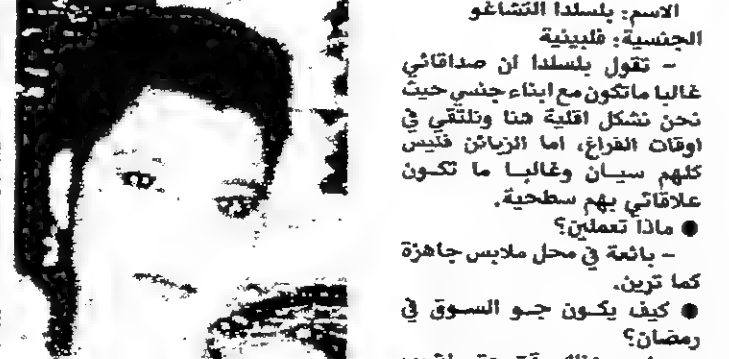 الاسم: بلسلدا التشاغو
الجنسية: فلبينية
- تقول بلسلدا ان صداقاتي
غالبا ماتكون مع ابناء جنسي حيث
نحن نشكل اقلية هنا ونلتقي في
اوقات الفراغ، اما الزبائن فليس
كلهم سيان وغالبا ما تكون
علاقاتي بهم سطحية.
● ماذا تعملين؟
- بائعة في محل ملابس جاهزة
كما ترين.
● كيف يكون جو السوق في
رمضان؟